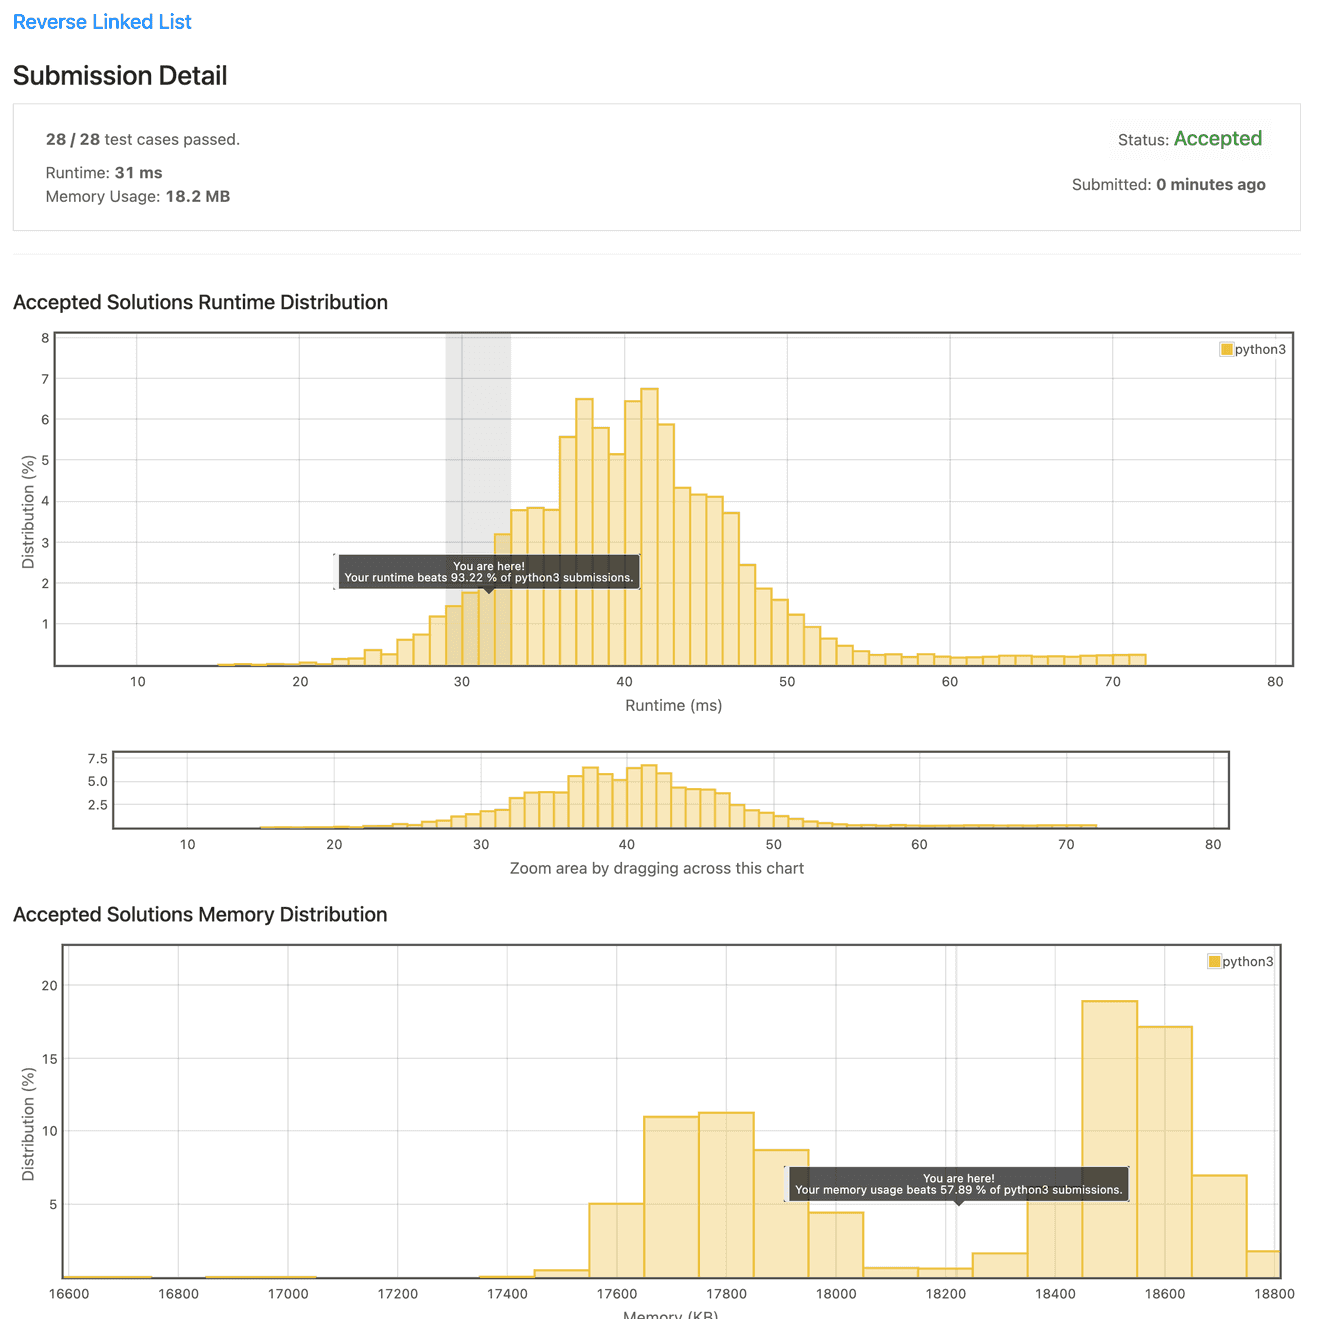 Reverse Linked List
Submission Detail
28 / 28 test cases passed.
Status: Accepted
Runtime: 31 ms
Memory Usage: 18.2 MB
Submitted: 0 minutes ago
Accepted Solutions Runtime Distribution
8
7
6
5
4
3
2
1
Distribution (%)
python3
You are here!
Your runtime beats 93.22 % of python3 submissions.
10 20 30 40 50 60 70 80
Runtime (ms)
7.5
5.0
2.5
10 20 30 40 50 60 70 80
Zoom area by dragging across this chart
Accepted Solutions Memory Distribution
20
15
10
5
Distribution (%)
python3
You are here!
Your memory usage beats 57.89 % of python3 submissions.
16600 16800 17000 17200 17400 17600 17800 18000 18200 18400 18600 18800
Memory (KB)